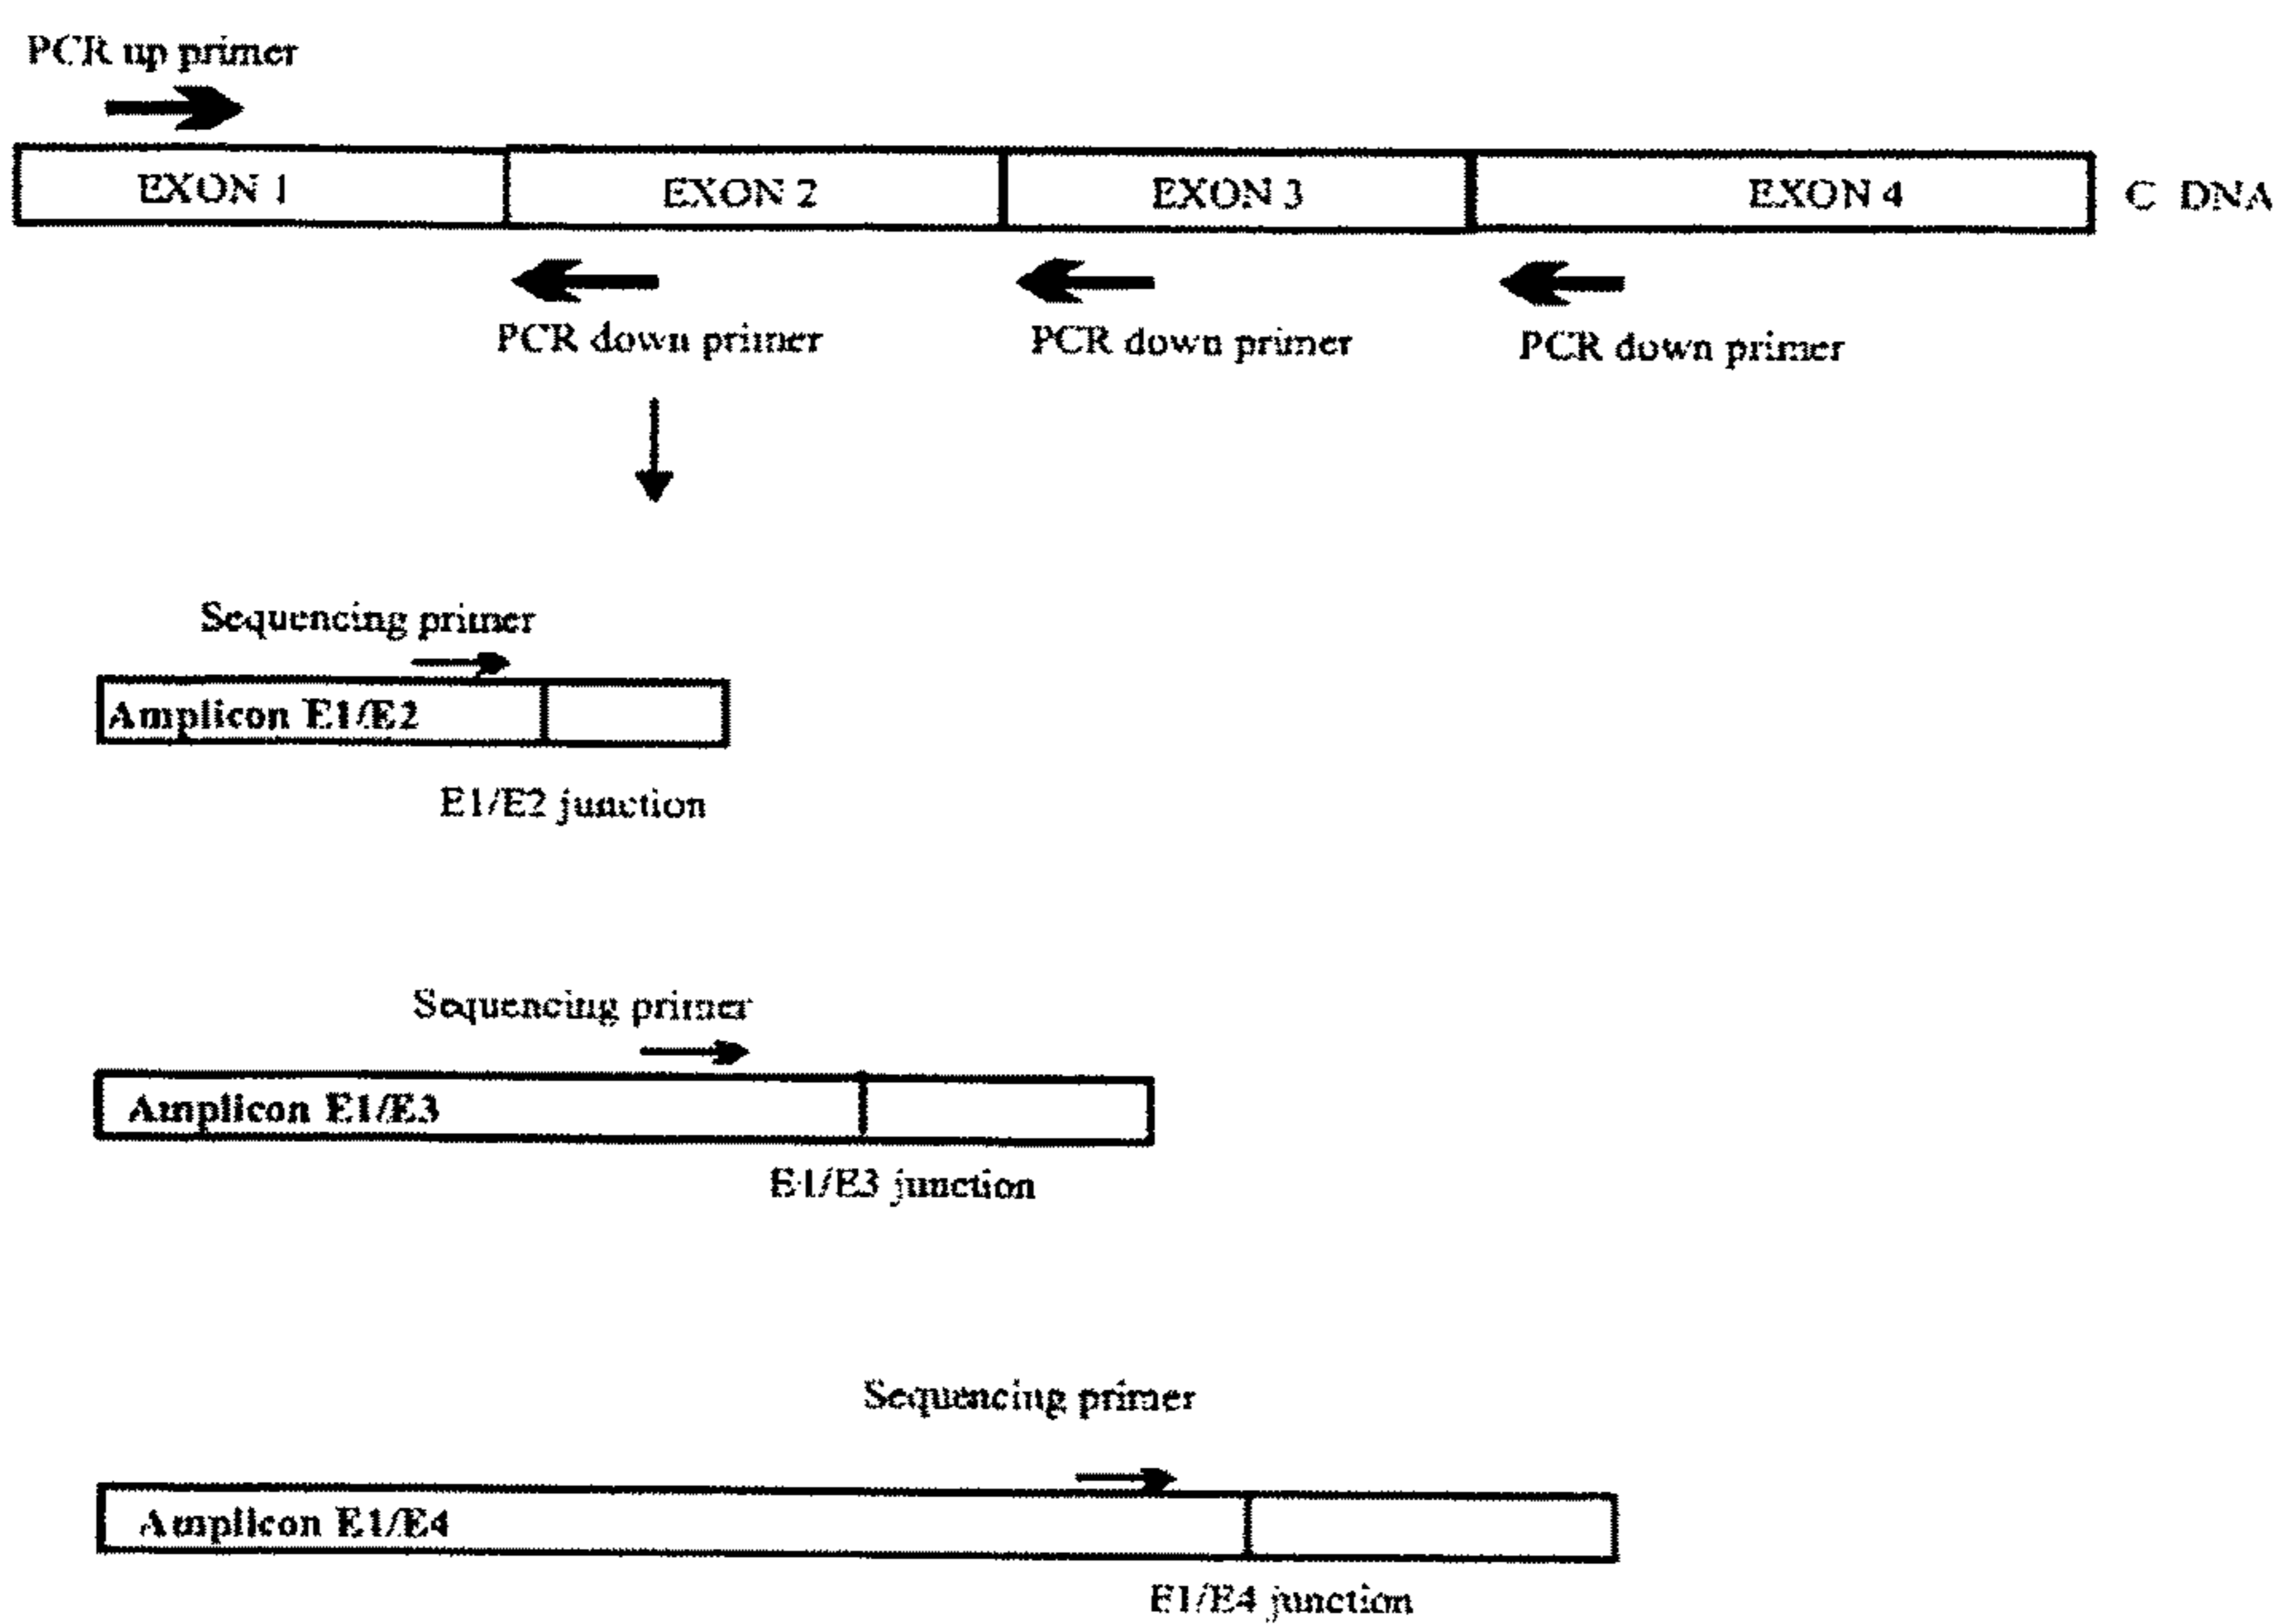 PCR up primer
EXON 1 EXON 2 EXON 3 EXON 4 C DNA
PCR down primer PCR down primer PCR down primer
Sequencing primer
Amplicon E1/E2
E1/E2 junction
Sequencing primer
Amplicon E1/E3
E1/E3 junction
Sequencing primer
Amplicon E1/E4
E1/E4 junction